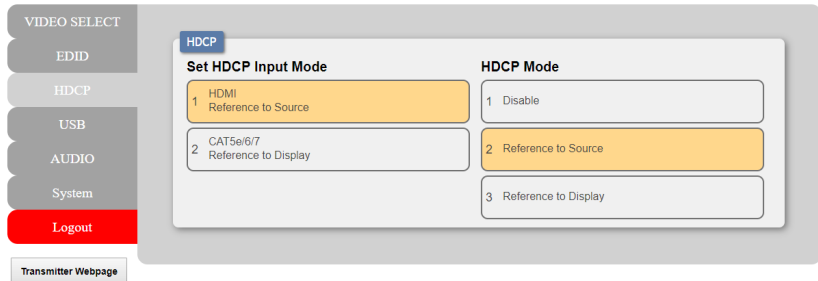 VIDEO SELECT
EDID
HDCP
USB
AUDIO
System
Logout
Transmitter Webpage
HDCP
Set HDCP Input Mode
1 HDMI
Reference to Source
2 CAT5e/6/7
Reference to Display
HDCP Mode
1 Disable
2 Reference to Source
3 Reference to Display